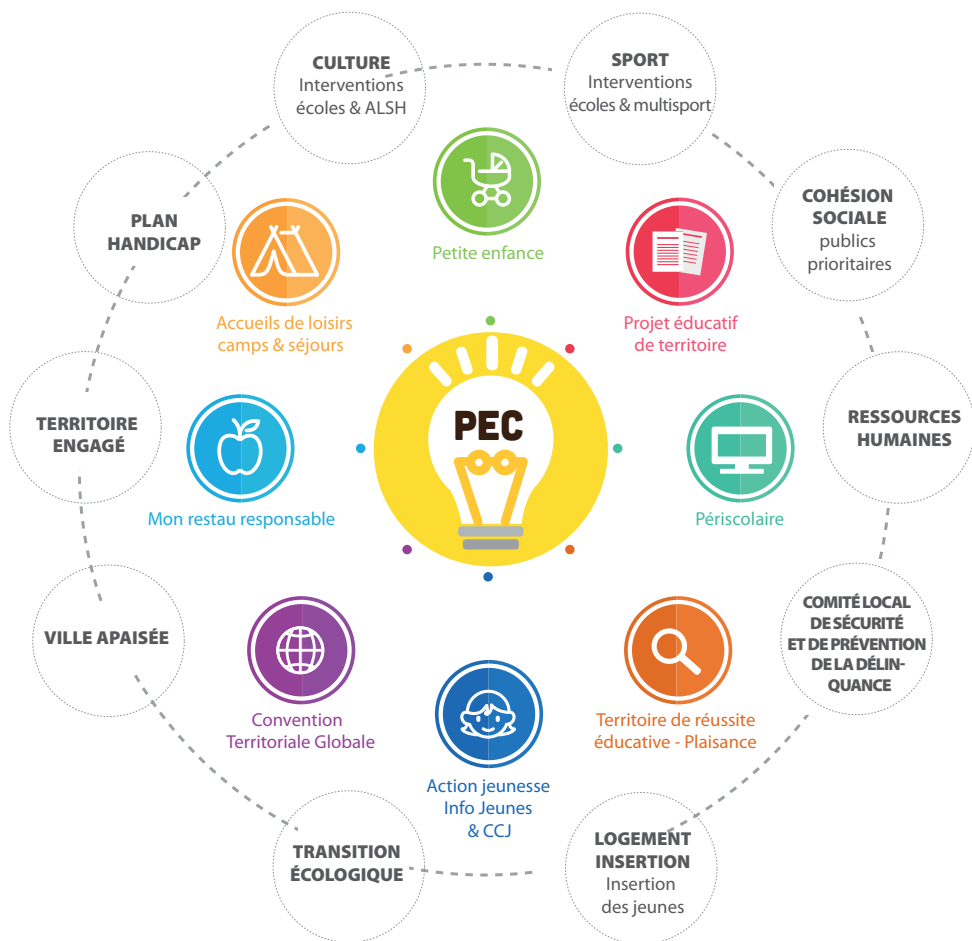 CULTURE
Interventions
écoles & ALSH
SPORT
Interventions
écoles & multisport
PLAN
HANDICAP
COHÉSION
SOCIALE
publics
prioritaires
Petite enfance
Accueils de loisirs
camps & séjours
Projet éducatif
de territoire
TERRITOIRE
ENGAGÉ
Mon restau responsable
PEC
Périscolaire
RESSOURCES
HUMAINES
VILLE APAISÉE
Convention
Territoriale Globale
Action jeunesse
Info Jeunes
& CCJ
Territoire de réussite
éducative - Plaisance
COMITÉ LOCAL
DE SÉCURITÉ
ET DE PRÉVENTION
DE LA DÉLIN-
QUANCE
TRANSITION
ÉCOLOGIQUE
LOGEMENT
INSERTION
Insertion
des jeunes